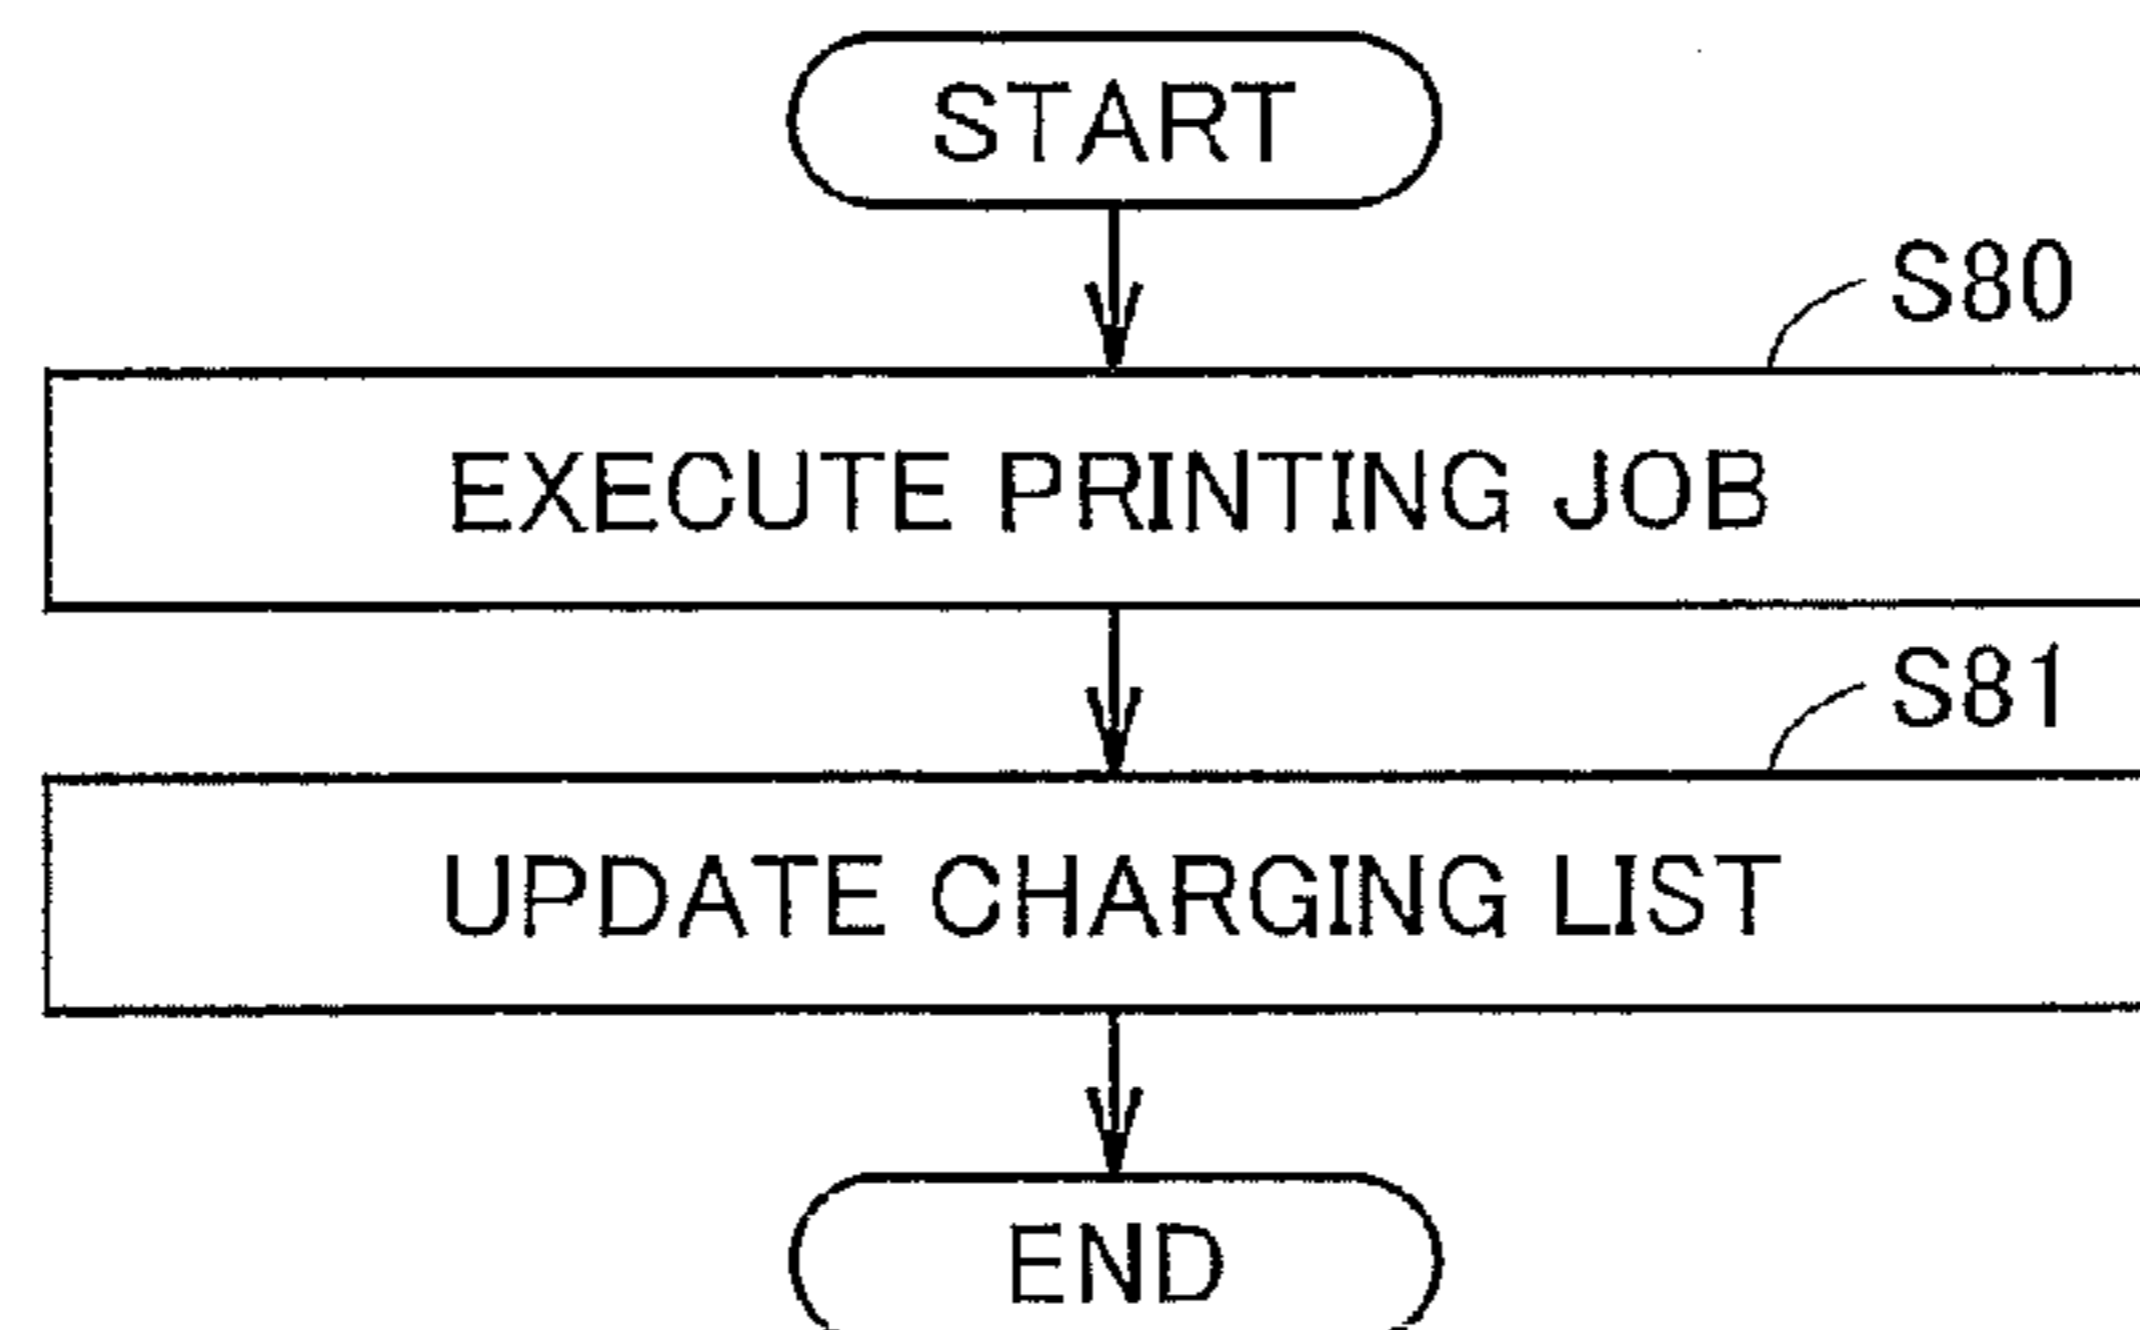 START
S80
EXECUTE PRINTING JOB
S81
UPDATE CHARGING LIST
END